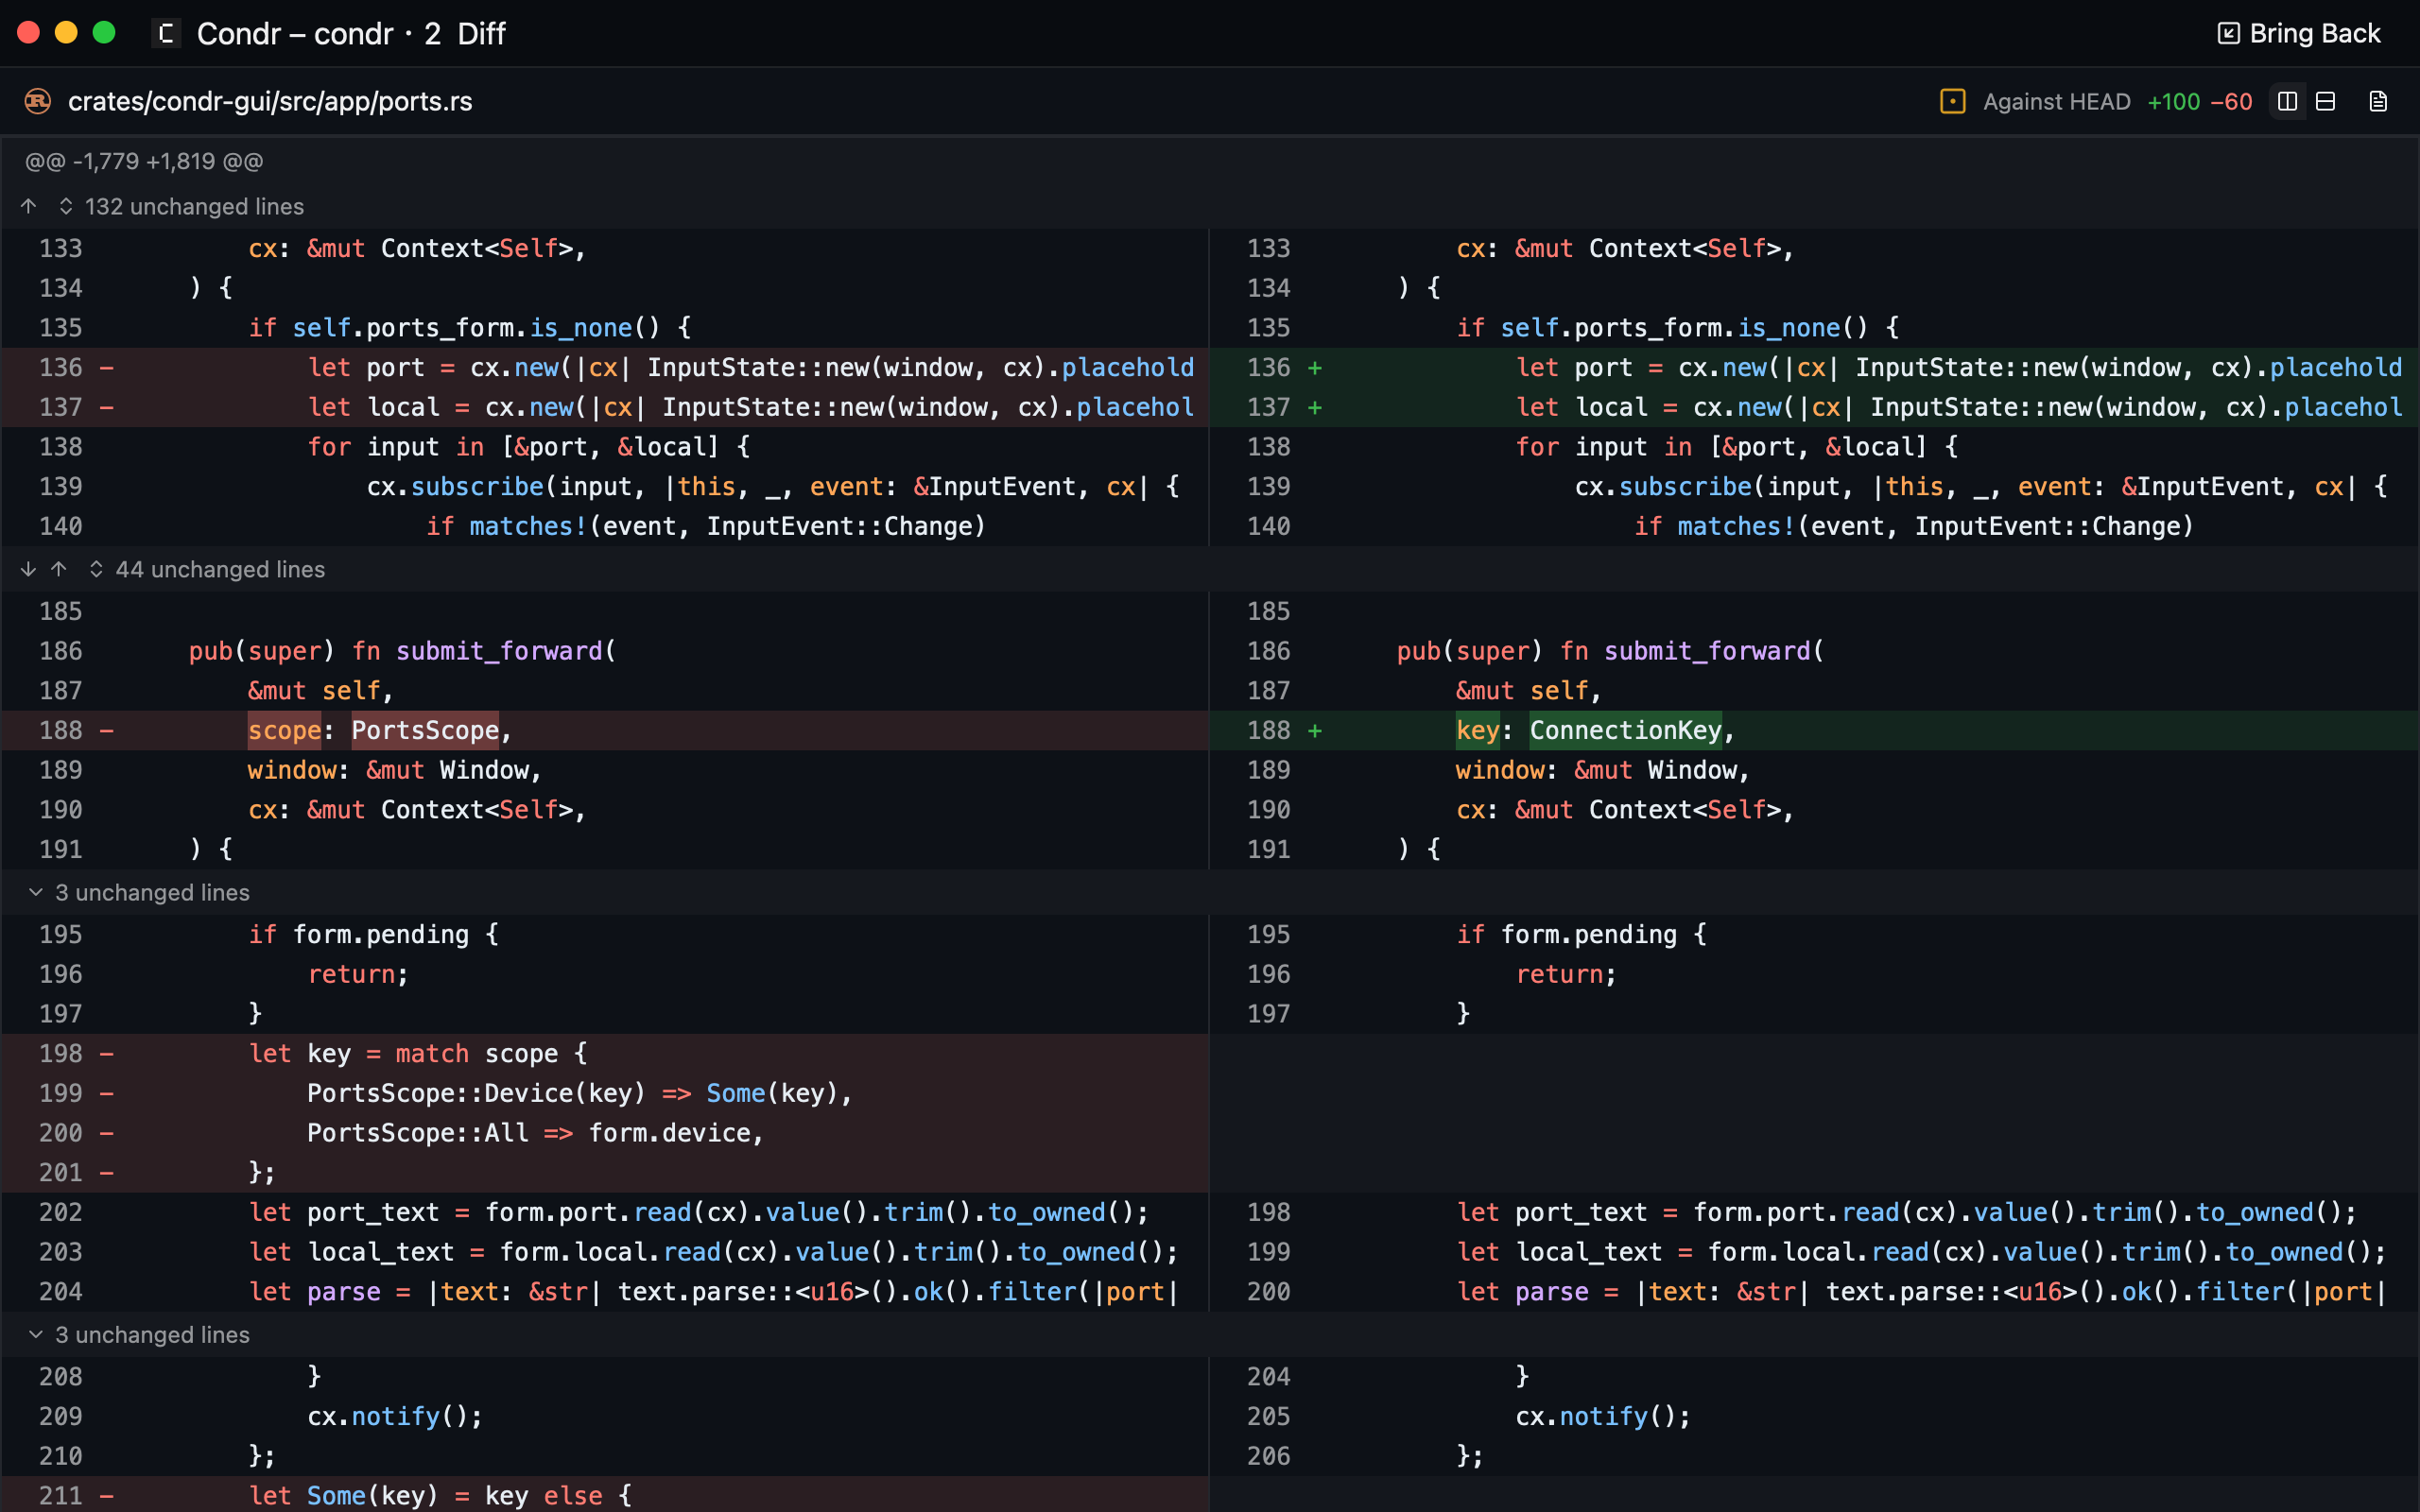 Condr – condr · 2 Diff
Bring Back
crates/condr-gui/src/app/ports.rs
Against HEAD +100 −60
@@ -1,779 +1,819 @@
132 unchanged lines
133 cx: &mut Context<Self>,
134 ) {
135 if self.ports_form.is_none() {
136 − let port = cx.new(|cx| InputState::new(window, cx).placehold
137 − let local = cx.new(|cx| InputState::new(window, cx).placehol
138 for input in [&port, &local] {
139 cx.subscribe(input, |this, _, event: &InputEvent, cx| {
140 if matches!(event, InputEvent::Change)
133 cx: &mut Context<Self>,
134 ) {
135 if self.ports_form.is_none() {
136 + let port = cx.new(|cx| InputState::new(window, cx).placehold
137 + let local = cx.new(|cx| InputState::new(window, cx).placehol
138 for input in [&port, &local] {
139 cx.subscribe(input, |this, _, event: &InputEvent, cx| {
140 if matches!(event, InputEvent::Change)
44 unchanged lines
185
186 pub(super) fn submit_forward(
187 &mut self,
188 − scope: PortsScope,
189 window: &mut Window,
190 cx: &mut Context<Self>,
191 ) {
185
186 pub(super) fn submit_forward(
187 &mut self,
188 + key: ConnectionKey,
189 window: &mut Window,
190 cx: &mut Context<Self>,
191 ) {
3 unchanged lines
195 if form.pending {
196 return;
197 }
198 − let key = match scope {
199 − PortsScope::Device(key) => Some(key),
200 − PortsScope::All => form.device,
201 − };
202 let port_text = form.port.read(cx).value().trim().to_owned();
203 let local_text = form.local.read(cx).value().trim().to_owned();
204 let parse = |text: &str| text.parse::<u16>().ok().filter(|port|
195 if form.pending {
196 return;
197 }
198 let port_text = form.port.read(cx).value().trim().to_owned();
199 let local_text = form.local.read(cx).value().trim().to_owned();
200 let parse = |text: &str| text.parse::<u16>().ok().filter(|port|
3 unchanged lines
208 }
209 cx.notify();
210 };
211 − let Some(key) = key else {
204 }
205 cx.notify();
206 };